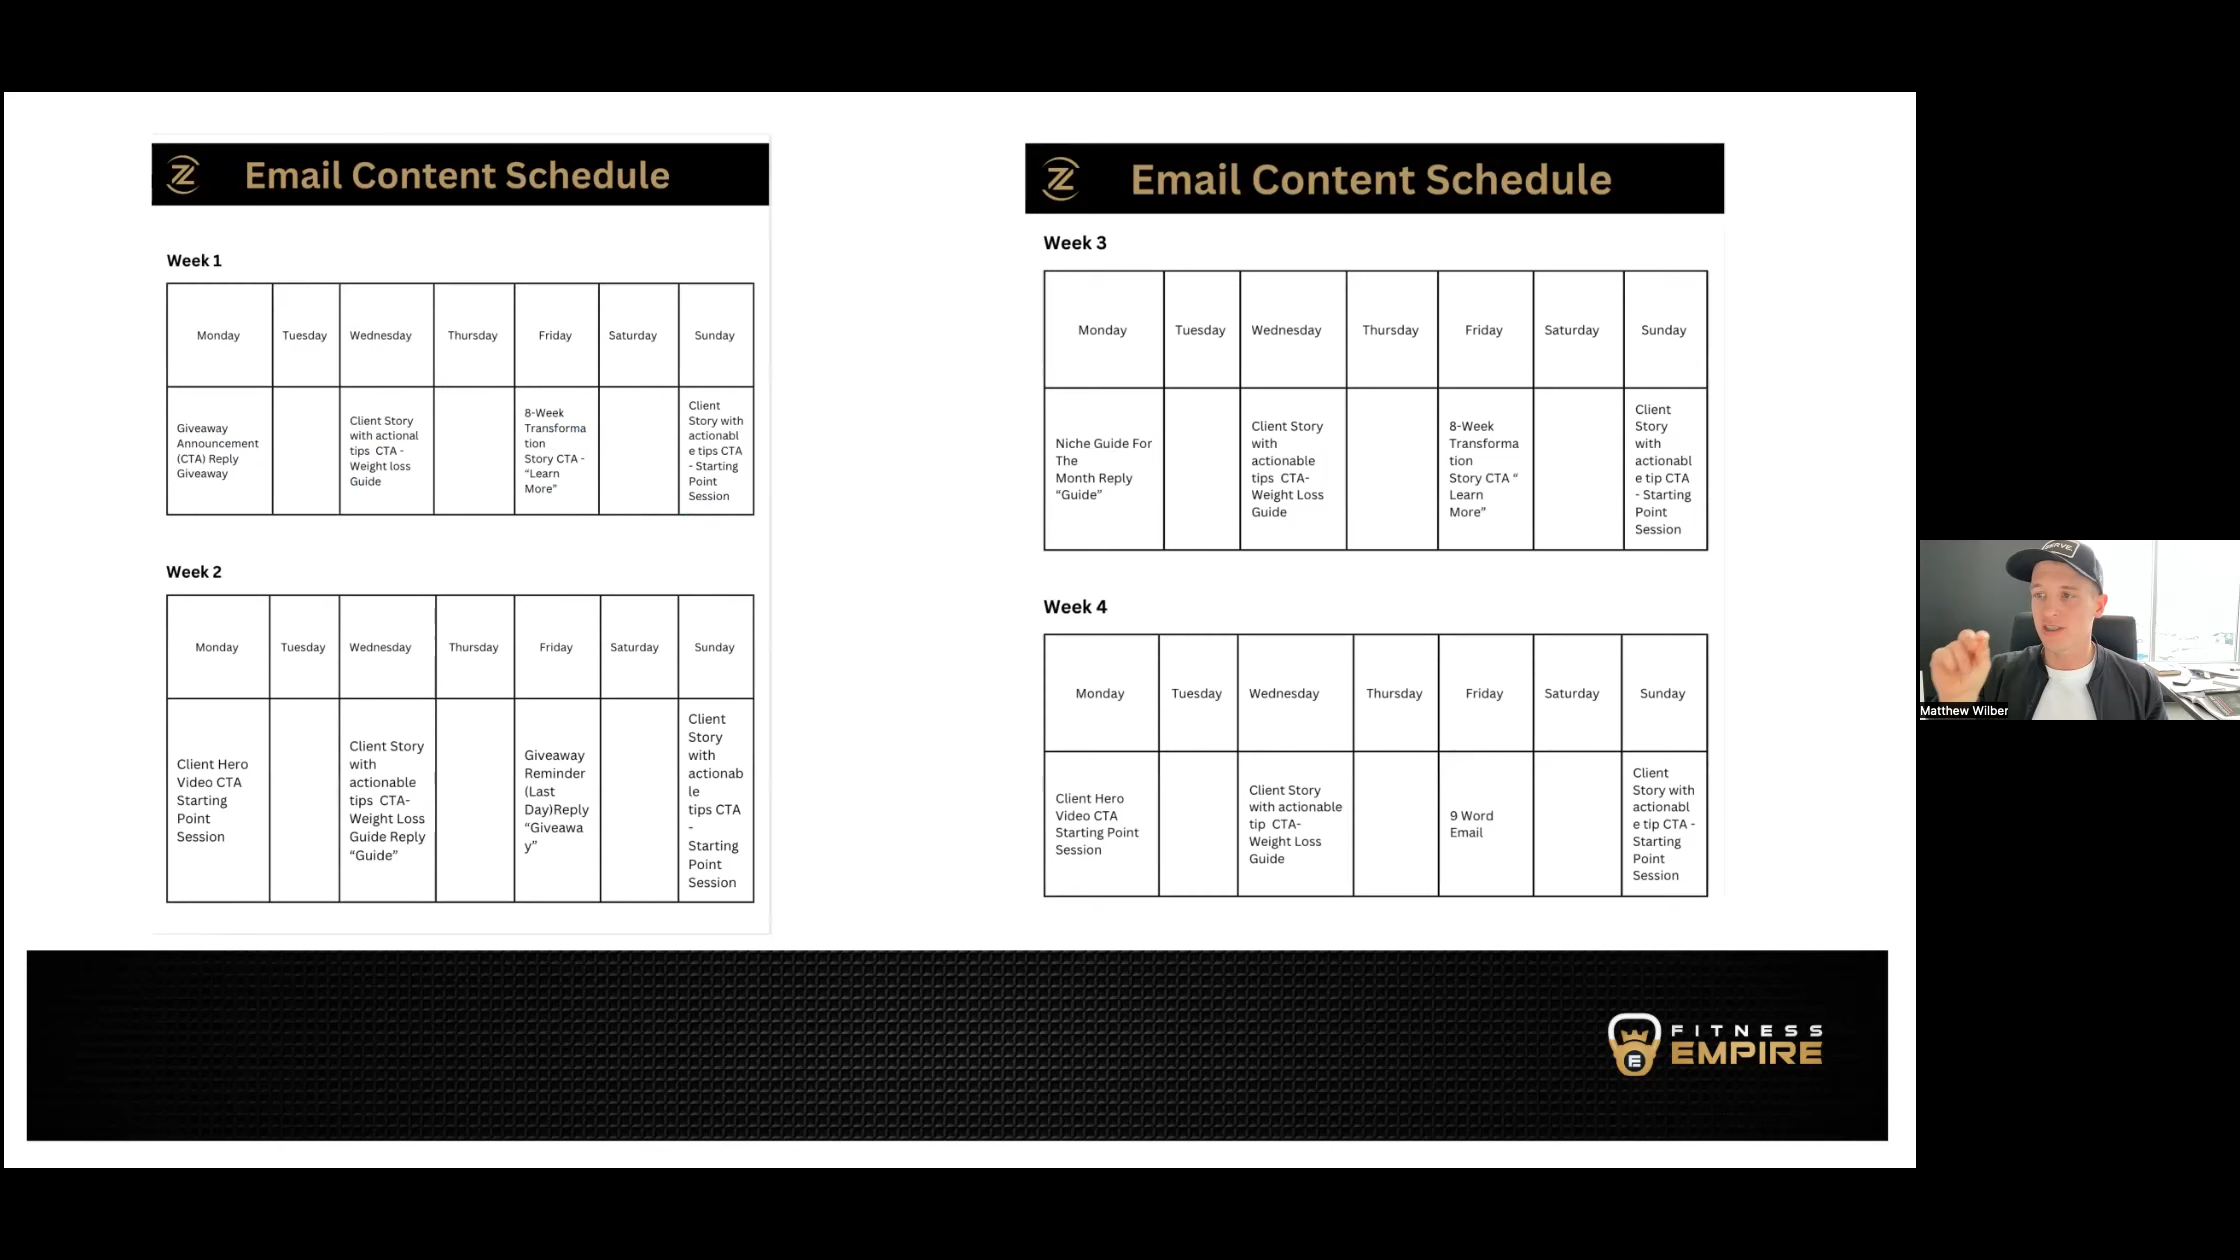 Email Content Schedule
Week 1
Monday Tuesday Wednesday Thursday Friday Saturday Sunday
Giveaway
Announcement
(CTA) Reply
Giveaway
Client Story
with actional
tips CTA -
Weight loss
Guide
8-Week
Transforma
tion
Story CTA -
“Learn
More”
Client
Story with
actionabl
e tips CTA
- Starting
Point
Session
Week 2
Monday Tuesday Wednesday Thursday Friday Saturday Sunday
Client Hero
Video CTA
Starting
Point
Session
Client Story
with
actionable
tips CTA-
Weight Loss
Guide Reply
“Guide”
Giveaway
Reminder
(Last
Day)Reply
“Giveawa
y”
Client
Story
with
actionab
le
tips CTA
-
Starting
Point
Session
Email Content Schedule
Week 3
Monday Tuesday Wednesday Thursday Friday Saturday Sunday
Niche Guide For
The
Month Reply
“Guide”
Client Story
with
actionable
tips CTA-
Weight Loss
Guide
8-Week
Transforma
tion
Story CTA “
Learn
More”
Client
Story
with
actionabl
e tip CTA
- Starting
Point
Session
Week 4
Monday Tuesday Wednesday Thursday Friday Saturday Sunday
Client Hero
Video CTA
Starting Point
Session
Client Story
with actionable
tip CTA-
Weight Loss
Guide
9 Word
Email
Client
Story with
actionabl
e tip CTA -
Starting
Point
Session
FITNESS
EMPIRE
Matthew Wilber